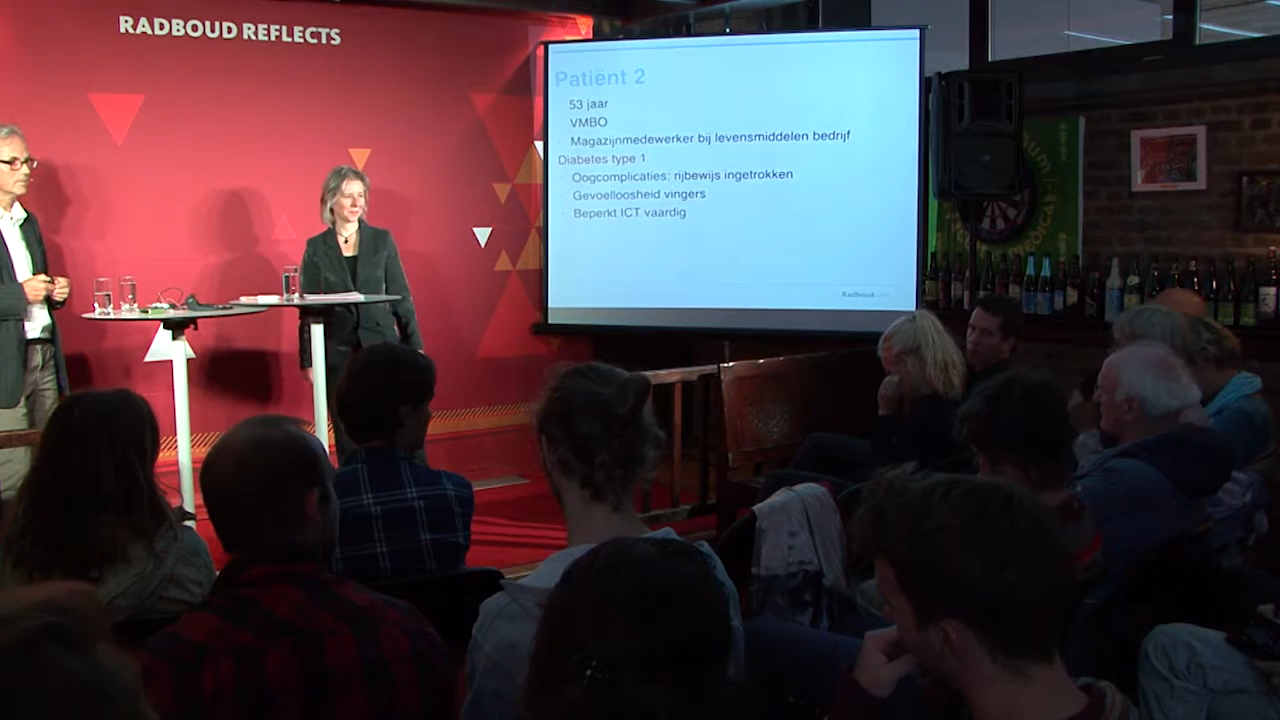 RADBOUD REFLECTS
Patiënt 2
53 jaar
VMBO
Magazijnmedewerker bij levensmiddelen bedrijf
Diabetes type 1
Oogcomplicaties: rijbewijs ingetrokken
Gevoelloosheid vingers
Beperkt ICT vaardig
Radboud